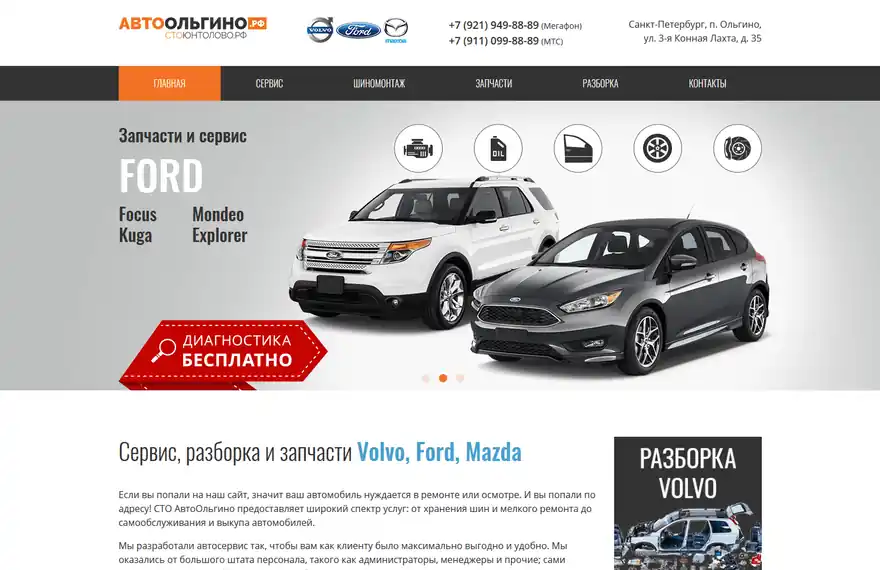 АВТООЛЬГИНО.РФ
СТОЮНТОЛОВО.РФ
VOLVO
Ford
mazda
+7 (921) 949-88-89 (Мегафон)
+7 (911) 099-88-89 (МТС)
Санкт-Петербург, п. Ольгино,
ул. 3-я Конная Лахта, д. 35
ГЛАВНАЯ
СЕРВИС
ШИНОМОНТАЖ
ЗАПЧАСТИ
РАЗБОРКА
КОНТАКТЫ
Запчасти и сервис
FORD
Focus Mondeo
Kuga Explorer
OIL
ДИАГНОСТИКА
БЕСПЛАТНО
Сервис, разборка и запчасти Volvo, Ford, Mazda
Если вы попали на наш сайт, значит ваш автомобиль нуждается в ремонте или осмотре. И вы попали по
адресу! СТО АвтоОльгино предоставляет широкий спектр услуг: от хранения шин и мелкого ремонта до
самообслуживания и выкупа автомобилей.
Мы разработали автосервис так, чтобы вам как клиенту было максимально выгодно и удобно. Мы
оказались от большого штата персонала, такого как администраторы, менеджеры и прочие; сами
РАЗБОРКА
VOLVO